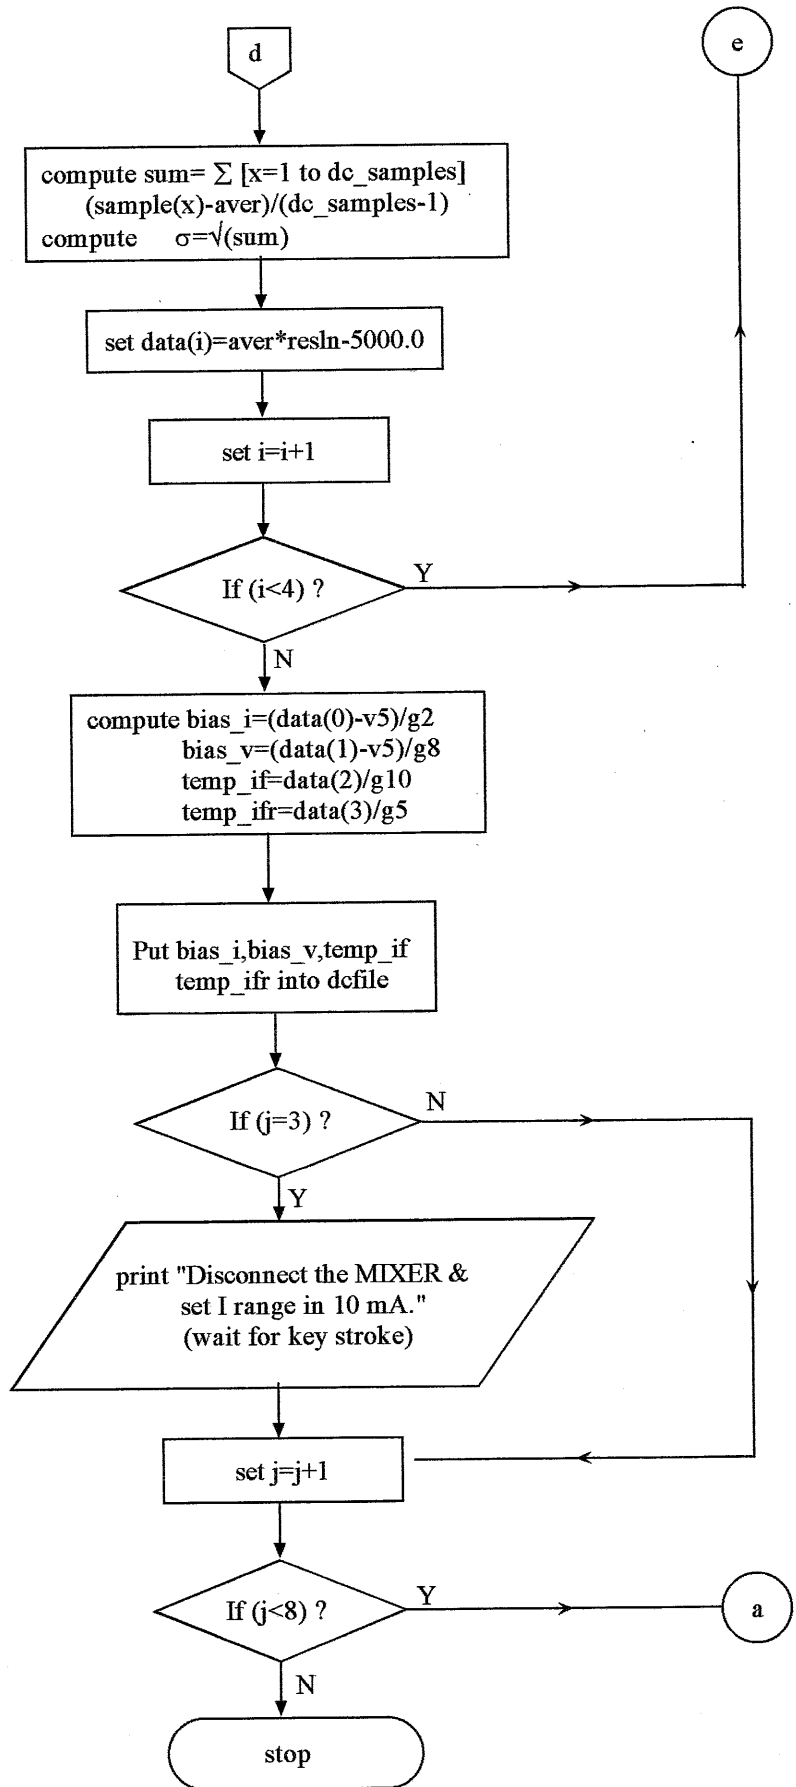 d
e
compute sum= Σ [x=1 to dc_samples]
(sample(x)-aver)/(dc_samples-1)
compute σ=√(sum)
set data(i)=aver*resln-5000.0
set i=i+1
If (i<4) ?
Y
N
compute bias_i=(data(0)-v5)/g2
bias_v=(data(1)-v5)/g8
temp_if=data(2)/g10
temp_ifr=data(3)/g5
Put bias_i,bias_v,temp_if
temp_ifr into dcfile
If (j=3) ?
N
Y
print "Disconnect the MIXER &
set I range in 10 mA."
(wait for key stroke)
set j=j+1
If (j<8) ?
Y
a
N
stop